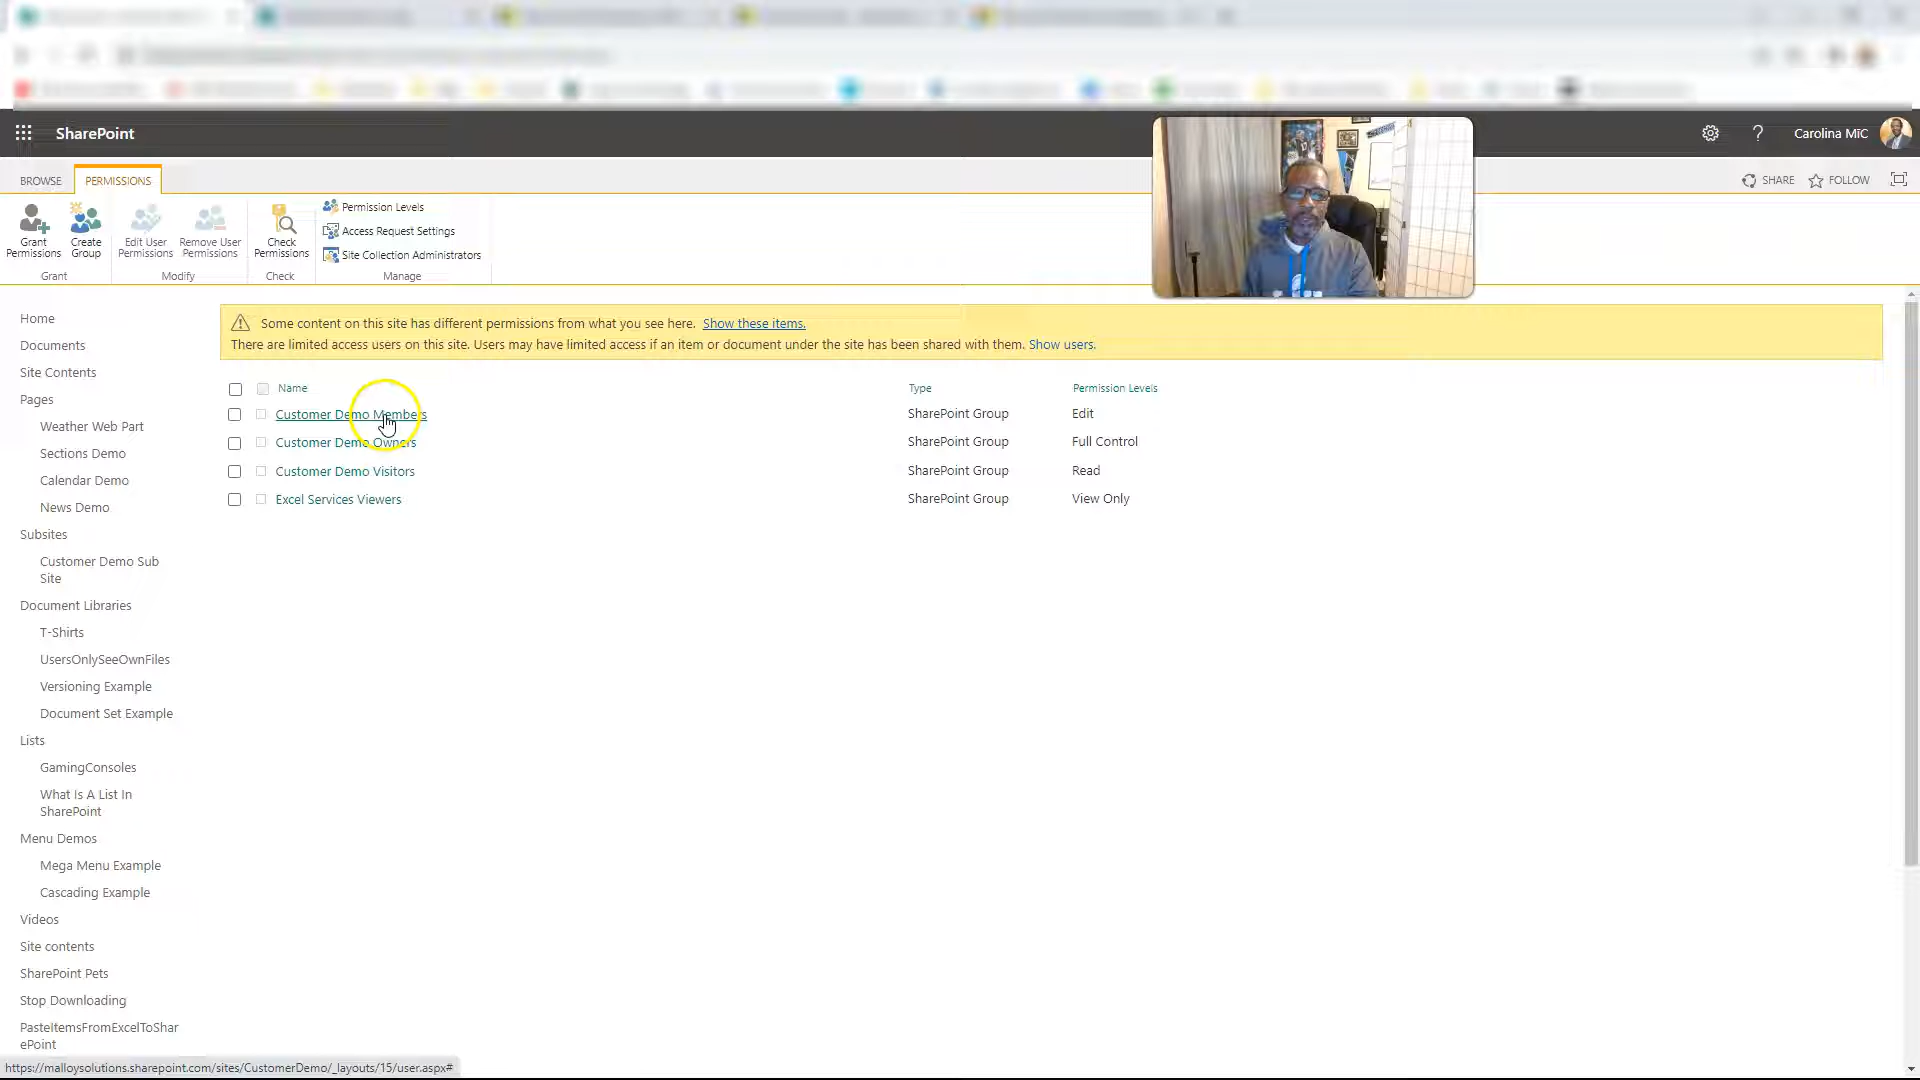 SharePoint
Carolina MiC
BROWSE
PERMISSIONS
SHARE
FOLLOW
Grant Permissions
Create Group
Edit User Permissions
Remove User Permissions
Check Permissions
Permission Levels
Access Request Settings
Site Collection Administrators
Grant
Modify
Check
Manage
Some content on this site has different permissions from what you see here. Show these items.
There are limited access users on this site. Users may have limited access if an item or document under the site has been shared with them. Show users.
Name Type Permission Levels
Customer Demo Members SharePoint Group Edit
Customer Demo Owners SharePoint Group Full Control
Customer Demo Visitors SharePoint Group Read
Excel Services Viewers SharePoint Group View Only
Home
Documents
Site Contents
Pages
Weather Web Part
Sections Demo
Calendar Demo
News Demo
Subsites
Customer Demo Sub
Site
Document Libraries
T-Shirts
UsersOnlySeeOwnFiles
Versioning Example
Document Set Example
Lists
GamingConsoles
What Is A List In
SharePoint
Menu Demos
Mega Menu Example
Cascading Example
Videos
Site contents
SharePoint Pets
Stop Downloading
PasteItemsFromExcelToShar
ePoint
https://malloysolutions.sharepoint.com/sites/CustomerDemo/_layouts/15/user.aspx#